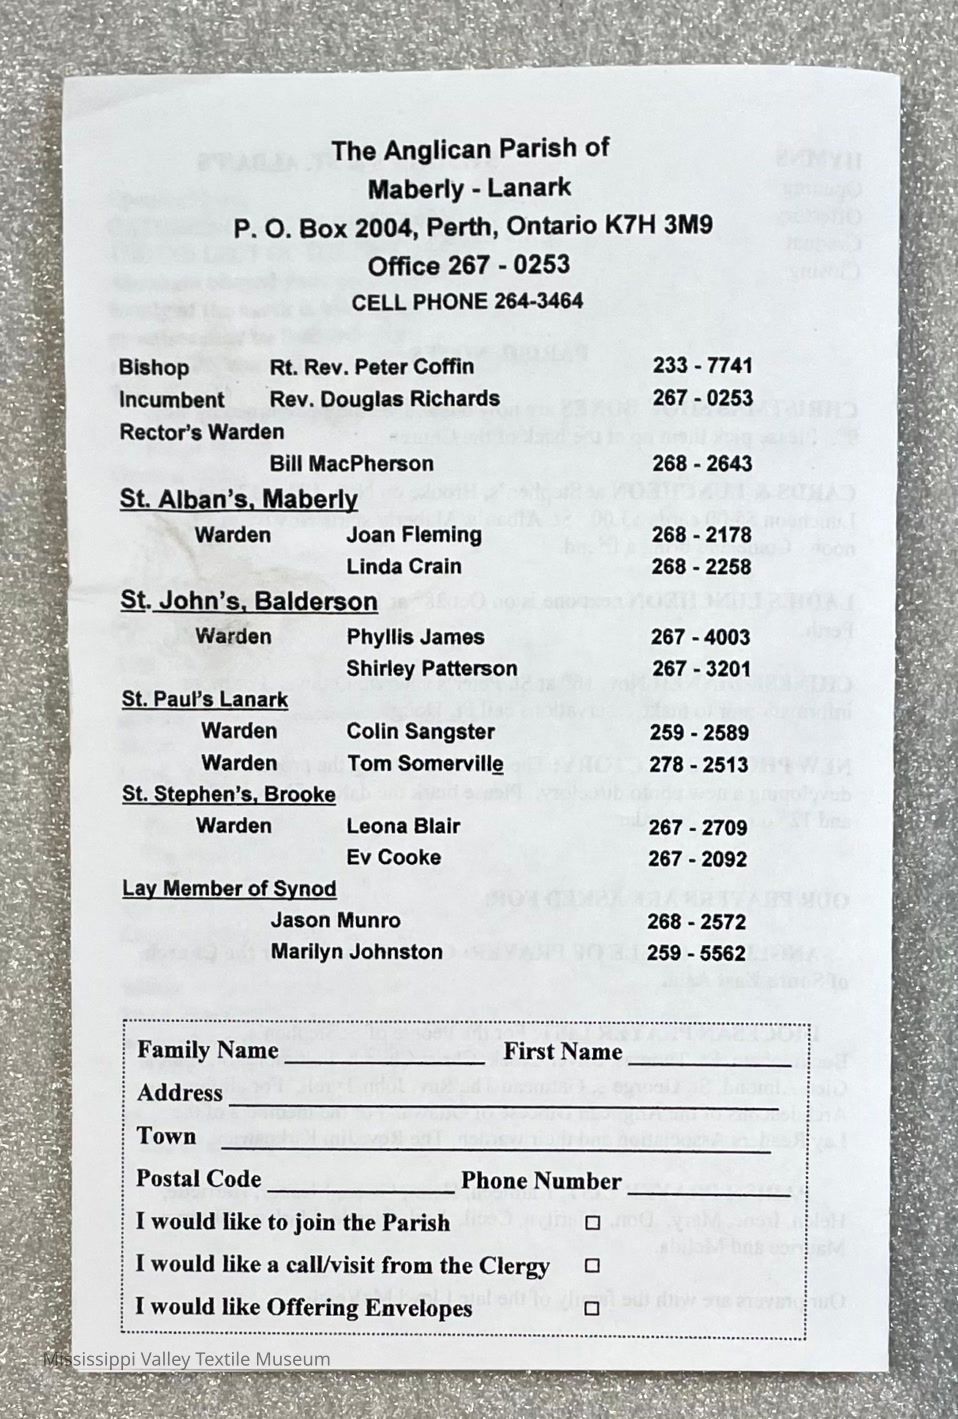 The Anglican Parish of
Maberly - Lanark
P. O. Box 2004, Perth, Ontario K7H 3M9
Office 267 - 0253
CELL PHONE 264-3464
Bishop Rt. Rev. Peter Coffin 233 - 7741
Incumbent Rev. Douglas Richards 267 - 0253
Rector's Warden
Bill MacPherson 268 - 2643
St. Alban's, Maberly
Warden Joan Fleming 268 - 2178
Linda Crain 268 - 2258
St. John's, Balderson
Warden Phyllis James 267 - 4003
Shirley Patterson 267 - 3201
St. Paul's Lanark
Warden Colin Sangster 259 - 2589
Warden Tom Somerville 278 - 2513
St. Stephen's, Brooke
Warden Leona Blair 267 - 2709
Ev Cooke 267 - 2092
Lay Member of Synod
Jason Munro 268 - 2572
Marilyn Johnston 259 - 5562
Family Name First Name
Address
Town
Postal Code Phone Number
I would like to join the Parish ☐
I would like a call/visit from the Clergy ☐
I would like Offering Envelopes ☐
Mississippi Valley Textile Museum